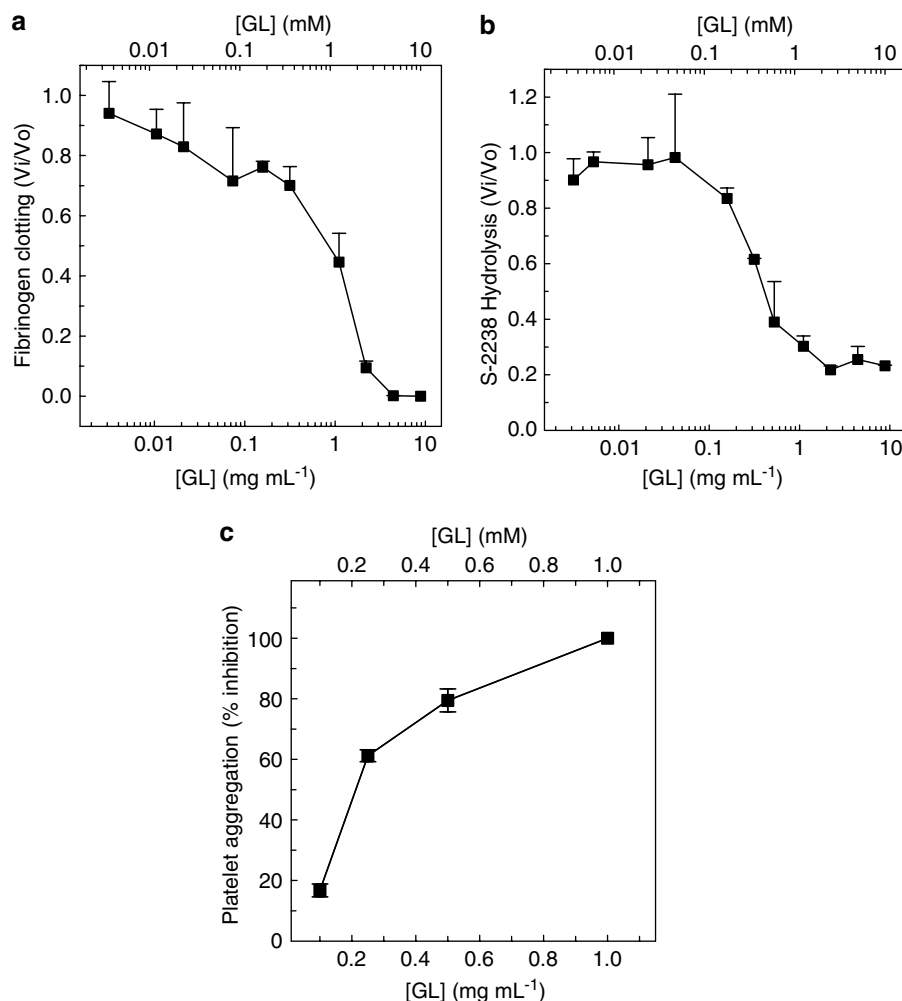 a
[GL] (mM)
0.01 0.1 1 10
1.0
0.8
0.6
0.4
0.2
0.0
Fibrinogen clotting (Vi/Vo)
0.01 0.1 1 10
[GL] (mg mL⁻¹)
b
[GL] (mM)
0.01 0.1 1 10
1.2
1.0
0.8
0.6
0.4
0.2
0.0
S-2238 Hydrolysis (Vi/Vo)
0.01 0.1 1 10
[GL] (mg mL⁻¹)
c
[GL] (mM)
0.2 0.4 0.6 0.8 1.0
100
80
60
40
20
0
Platelet aggregation (% inhibition)
0.2 0.4 0.6 0.8 1.0
[GL] (mg mL⁻¹)